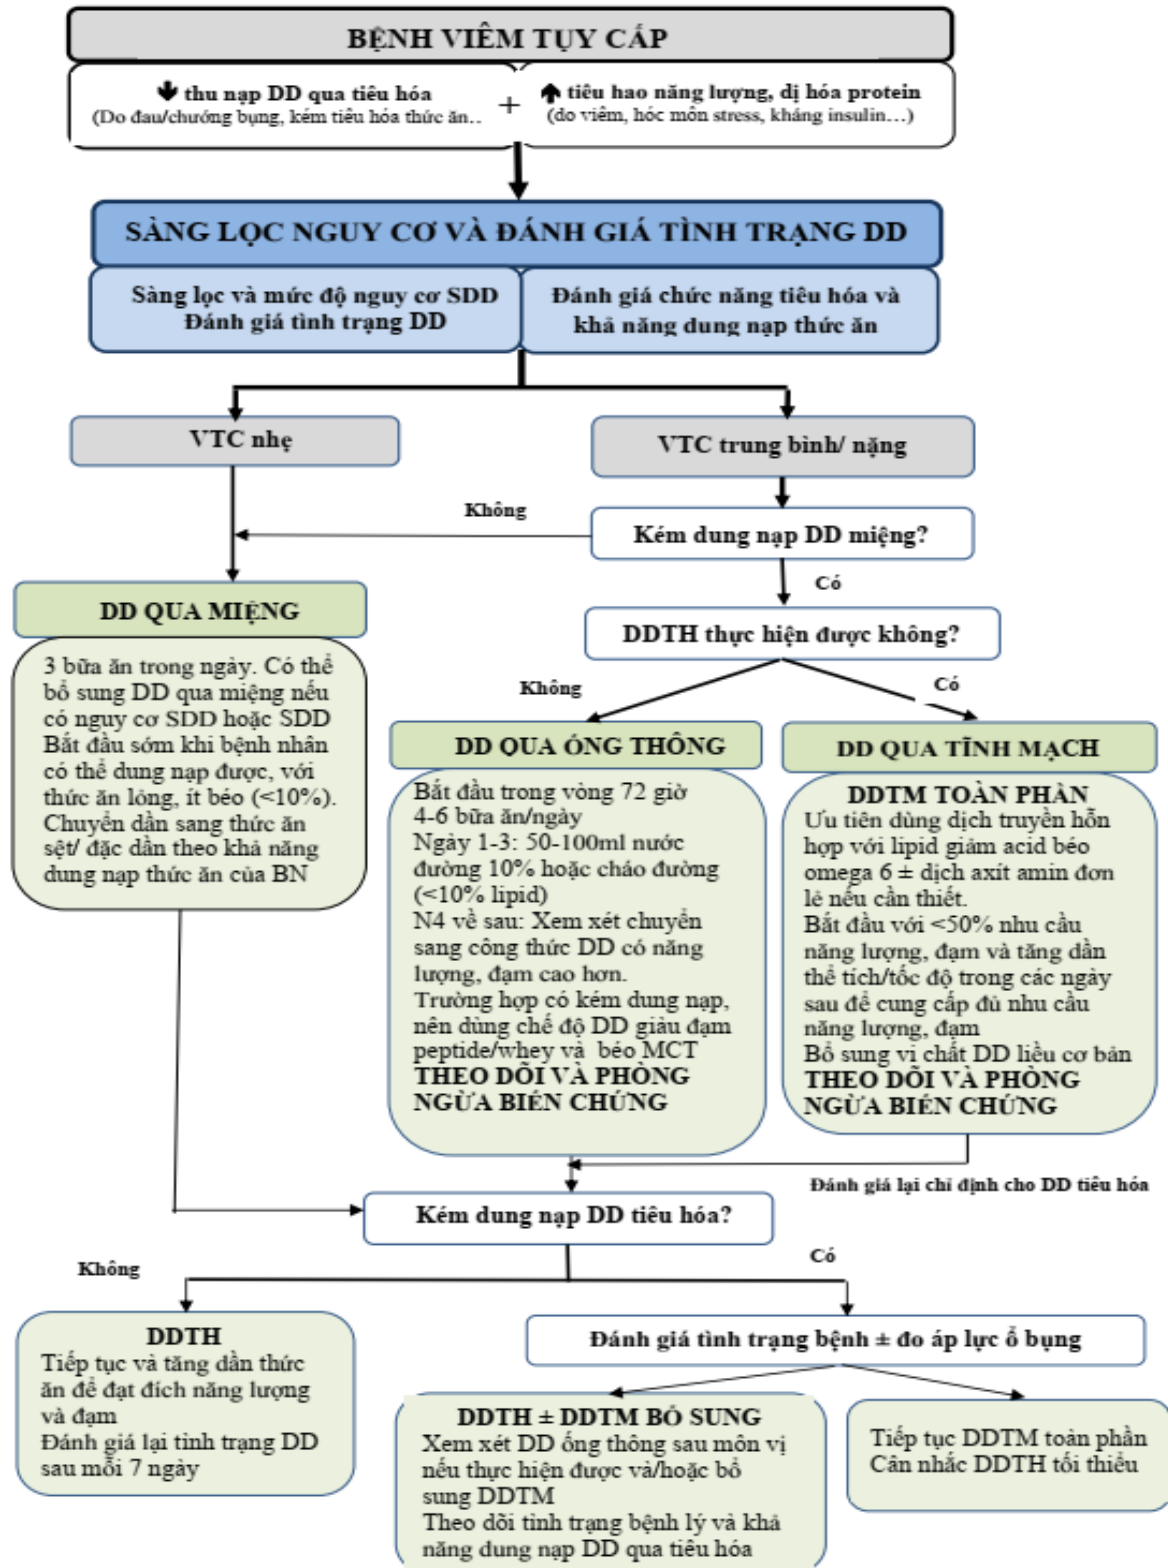 BỆNH VIÊM TỤY CẤP
🡻 thu nạp DD qua tiêu hóa
(Do đau/chướng bụng, kém tiêu hóa thức ăn..
+
🡹 tiêu hao năng lượng, dị hóa protein
(do viêm, hóc môn stress, kháng insulin...)
SÀNG LỌC NGUY CƠ VÀ ĐÁNH GIÁ TÌNH TRẠNG DD
Sàng lọc và mức độ nguy cơ SDD
Đánh giá tình trạng DD
Đánh giá chức năng tiêu hóa và
khả năng dung nạp thức ăn
VTC nhẹ
VTC trung bình/ nặng
Không
Kém dung nạp DD miệng?
Có
DD QUA MIỆNG
3 bữa ăn trong ngày. Có thể
bổ sung DD qua miệng nếu
có nguy cơ SDD hoặc SDD
Bắt đầu sớm khi bệnh nhân
có thể dung nạp được, với
thức ăn lỏng, ít béo (<10%).
Chuyển dần sang thức ăn
sệt/ đặc dần theo khả năng
dung nạp thức ăn của BN
DDTH thực hiện được không?
Không
Có
DD QUA ỐNG THÔNG
Bắt đầu trong vòng 72 giờ
4-6 bữa ăn/ngày
Ngày 1-3: 50-100ml nước
đường 10% hoặc cháo đường
(<10% lipid)
N4 về sau: Xem xét chuyển
sang công thức DD có năng
lượng, đạm cao hơn.
Trường hợp có kém dung nạp,
nên dùng chế độ DD giàu đạm
peptide/whey và béo MCT
THEO DÕI VÀ PHÒNG
NGỪA BIẾN CHỨNG
DD QUA TĨNH MẠCH
DDTM TOÀN PHẦN
Ưu tiên dùng dịch truyền hỗn
hợp với lipid giảm acid béo
omega 6 ± dịch axít amin đơn
lẻ nếu cần thiết.
Bắt đầu với <50% nhu cầu
năng lượng, đạm và tăng dần
thể tích/tốc độ trong các ngày
sau để cung cấp đủ nhu cầu
năng lượng, đạm
Bổ sung vi chất DD liều cơ bản
THEO DÕI VÀ PHÒNG
NGỪA BIẾN CHỨNG
Đánh giá lại chỉ định cho DD tiêu hóa
Kém dung nạp DD tiêu hóa?
Không
Có
DDTH
Tiếp tục và tăng dần thức
ăn để đạt đích năng lượng
và đạm
Đánh giá lại tình trạng DD
sau mỗi 7 ngày
Đánh giá tình trạng bệnh ± đo áp lực ổ bụng
DDTH ± DDTM BỔ SUNG
Xem xét DD ống thông sau môn vị
nếu thực hiện được và/hoặc bổ
sung DDTM
Theo dõi tình trạng bệnh lý và khả
năng dung nạp DD qua tiêu hóa
Tiếp tục DDTM toàn phần
Cân nhắc DDTH tối thiểu